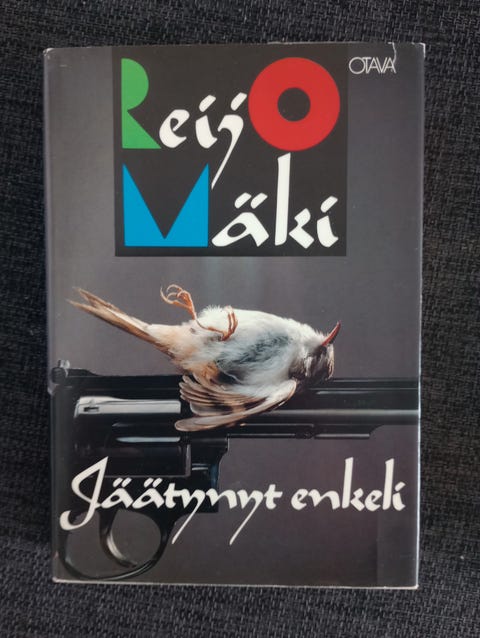 OTAVA
Reijo
Mäki
Jäätynyt enkeli